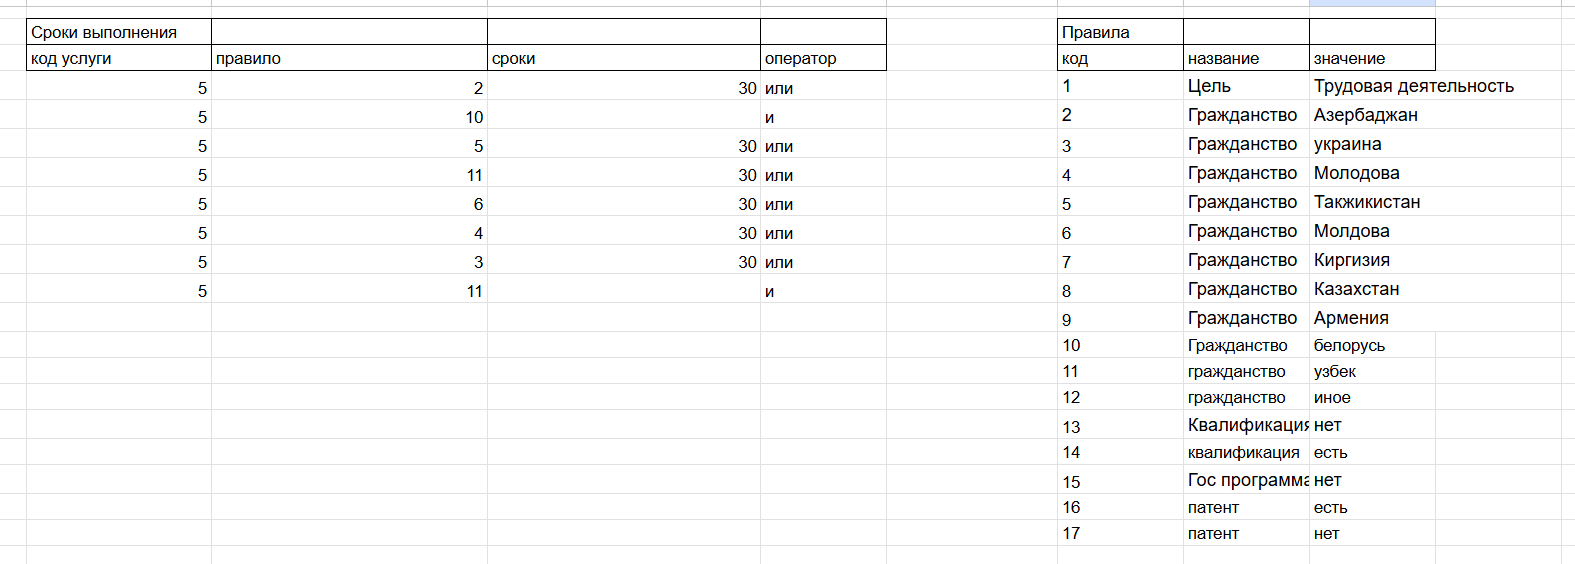 Сроки выполнения
код услуги правило сроки оператор
5 2 30 или
5 10 и
5 5 30 или
5 11 30 или
5 6 30 или
5 4 30 или
5 3 30 или
5 11 и
Правила
код название значение
1 Цель Трудовая деятельность
2 Гражданство Азербаджан
3 Гражданство украина
4 Гражданство Молодова
5 Гражданство Такжикистан
6 Гражданство Молдова
7 Гражданство Киргизия
8 Гражданство Казахстан
9 Гражданство Армения
10 Гражданство белорусь
11 гражданство узбек
12 гражданство иное
13 Квалификация нет
14 квалификация есть
15 Гос программа нет
16 патент есть
17 патент нет